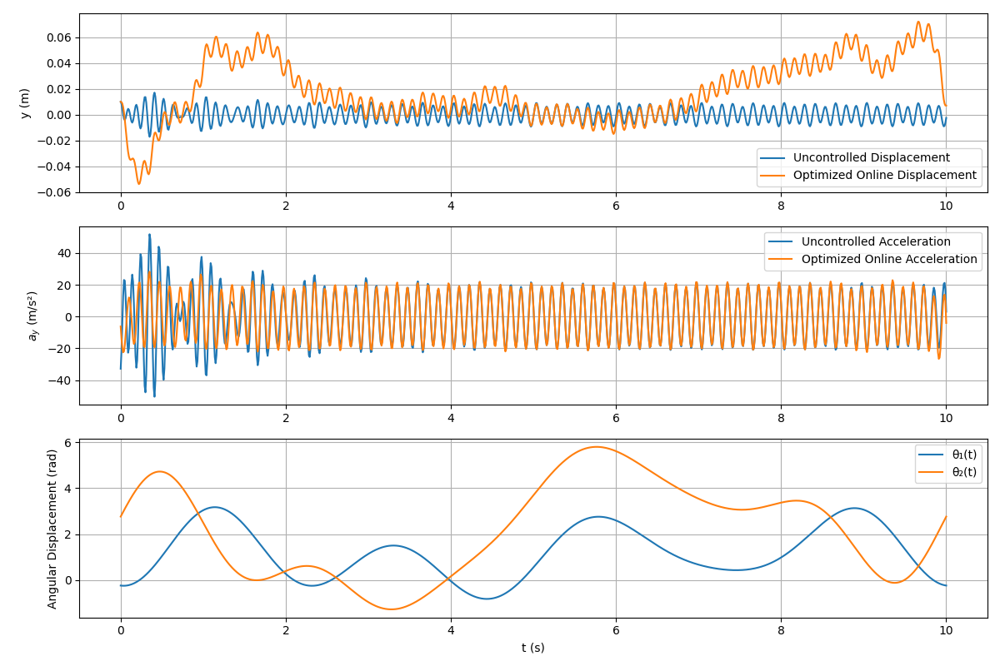 y (m)
0.06
0.04
0.02
0.00
−0.02
−0.04
−0.06
Uncontrolled Displacement
Optimized Online Displacement
0 2 4 6 8 10
a_y (m/s²)
40
20
0
−20
−40
Uncontrolled Acceleration
Optimized Online Acceleration
0 2 4 6 8 10
Angular Displacement (rad)
6
4
2
0
θ₁(t)
θ₂(t)
0 2 4 6 8 10
t (s)